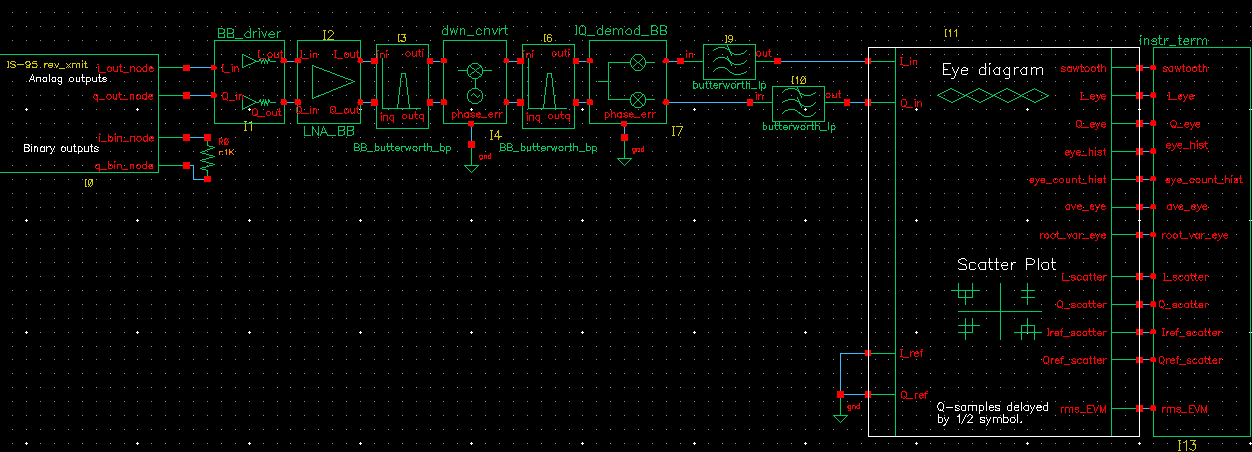 IS-95 rev_xmit
Analog outputs
i_out_node
q_out_node
Binary outputs
i_bin_node
q_bin_node
I0
R0
r:1K
BB_driver
I_in
Q_in
I_out
Q_out
I1
I2
I_in
Q_in
I_out
Q_out
LNA_BB
I3
ini
outi
inq
outq
BB_butterworth_bp
dwn_cnvrt
phase_err
I4
gnd
I6
ini
outi
inq
outq
BB_butterworth_bp
IQ_demod_BB
phase_err
I7
gnd
I9
in
out
butterworth_lp
I10
in
out
butterworth_lp
I11
I_in
Q_in
Eye diagram
sawtooth
I_eye
Q_eye
eye_hist
eye_count_hist
ave_eye
root_var_eye
Scatter Plot
I_scatter
Q_scatter
Iref_scatter
Qref_scatter
I_ref
Q_ref
gnd
Q-samples delayed
by 1/2 symbol.
rms_EVM
instr_term
sawtooth
I_eye
Q_eye
eye_hist
eye_count_hist
ave_eye
root_var_eye
I_scatter
Q_scatter
Iref_scatter
Qref_scatter
rms_EVM
I13